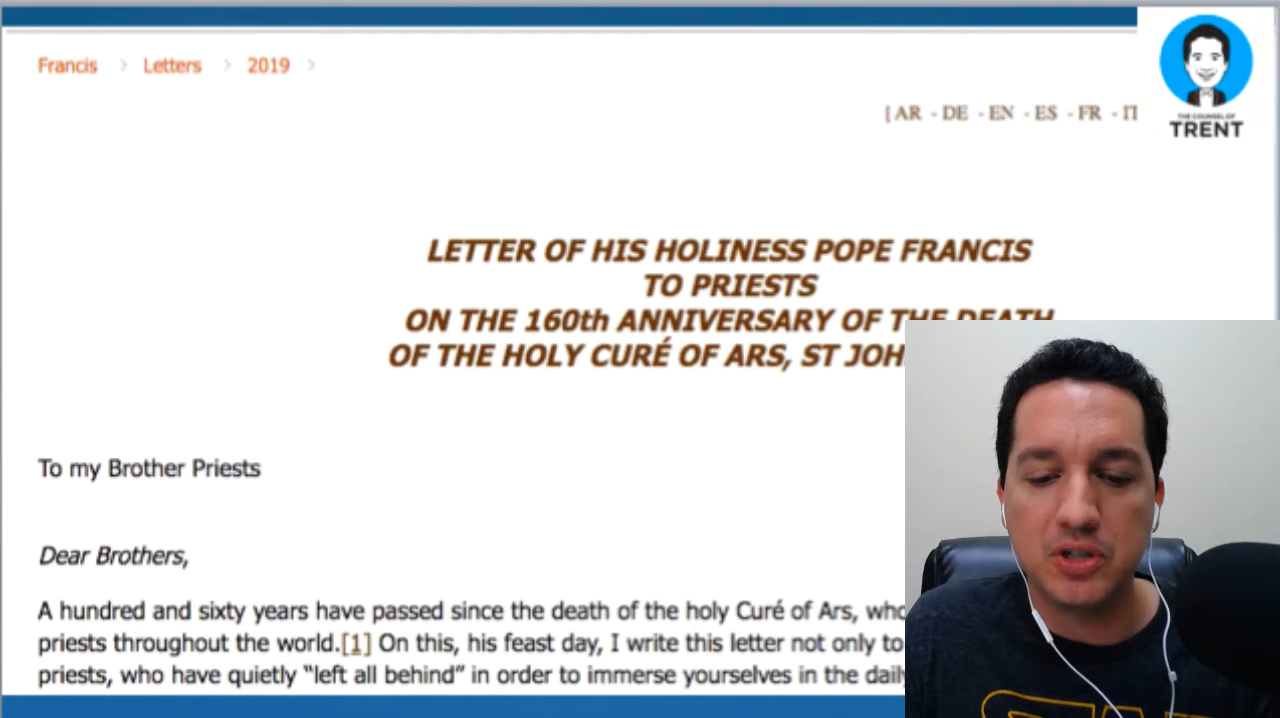 Francis > Letters > 2019 >
[ AR - DE - EN - ES - FR - IT
THE COUNSEL OF
TRENT
LETTER OF HIS HOLINESS POPE FRANCIS
TO PRIESTS
ON THE 160th ANNIVERSARY OF THE DEATH
OF THE HOLY CURÉ OF ARS, ST JOH
To my Brother Priests
Dear Brothers,
A hundred and sixty years have passed since the death of the holy Curé of Ars, who
priests throughout the world.[1] On this, his feast day, I write this letter not only to
priests, who have quietly “left all behind” in order to immerse yourselves in the daily